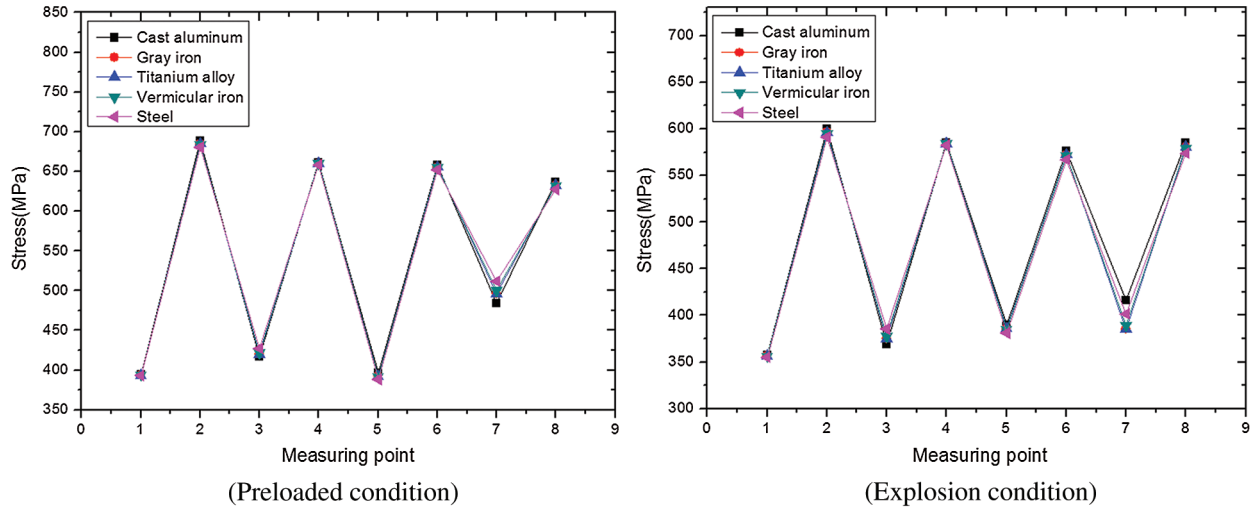 850
800
750
700
650
600
550
500
450
400
350
Stress(MPa)
Cast aluminum
Gray iron
Titanium alloy
Vermicular iron
Steel
0 1 2 3 4 5 6 7 8 9
Measuring point
(Preloaded condition)
700
650
600
550
500
450
400
350
300
Stress(MPa)
Cast aluminum
Gray iron
Titanium alloy
Vermicular iron
Steel
0 1 2 3 4 5 6 7 8 9
Measuring point
(Explosion condition)